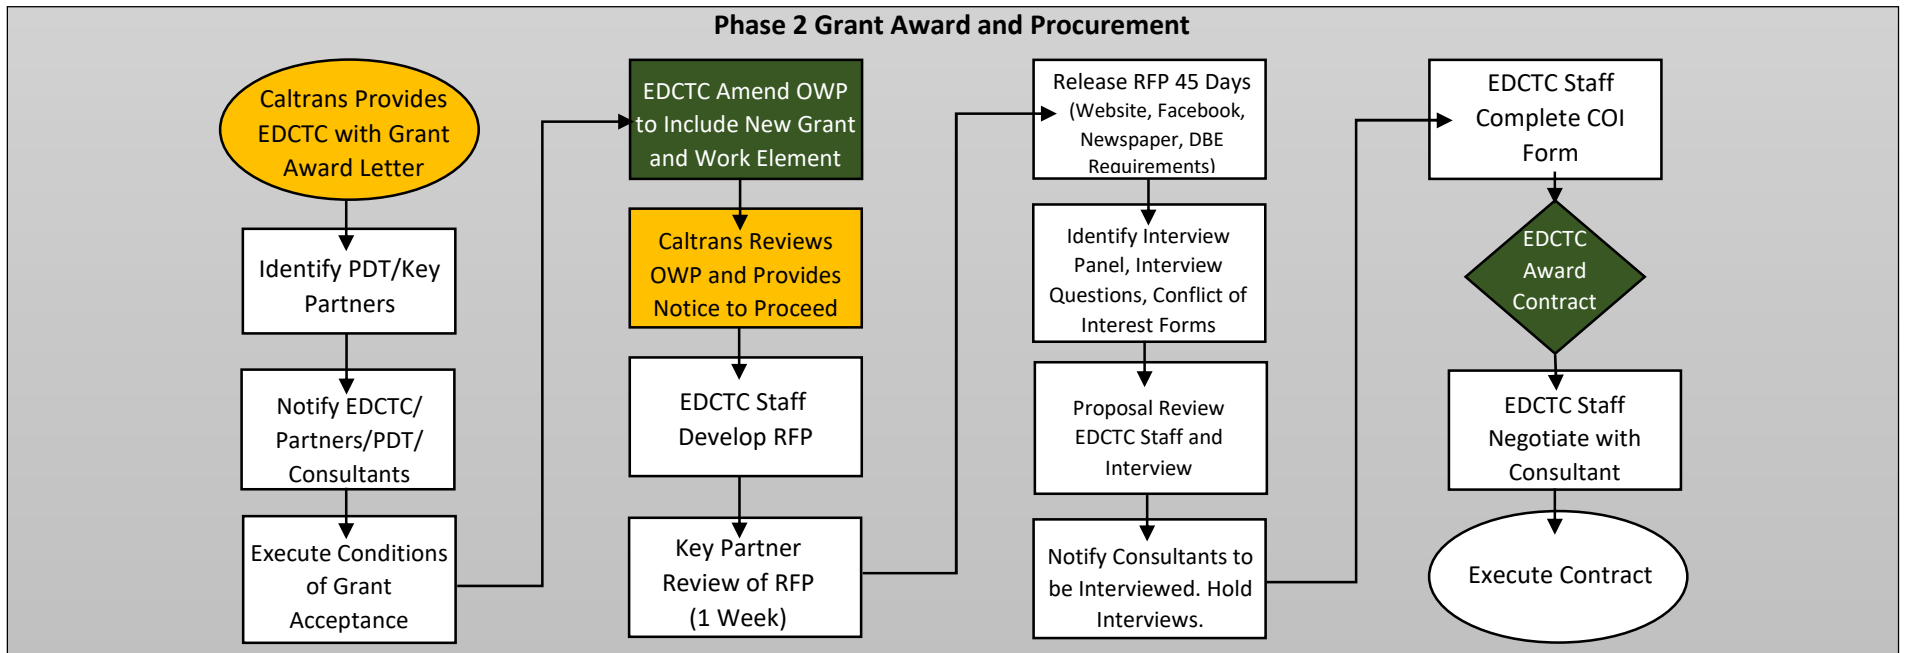 Phase 2 Grant Award and Procurement
Caltrans Provides
EDCTC with Grant
Award Letter
Identify PDT/Key
Partners
Notify EDCTC/
Partners/PDT/
Consultants
Execute Conditions
of Grant
Acceptance
EDCTC Amend OWP
to Include New Grant
and Work Element
Caltrans Reviews
OWP and Provides
Notice to Proceed
EDCTC Staff
Develop RFP
Key Partner
Review of RFP
(1 Week)
Release RFP 45 Days
(Website, Facebook,
Newspaper, DBE
Requirements)
Identify Interview
Panel, Interview
Questions, Conflict of
Interest Forms
Proposal Review
EDCTC Staff and
Interview
Notify Consultants to
be Interviewed. Hold
Interviews.
EDCTC Staff
Complete COI
Form
EDCTC
Award
Contract
EDCTC Staff
Negotiate with
Consultant
Execute Contract